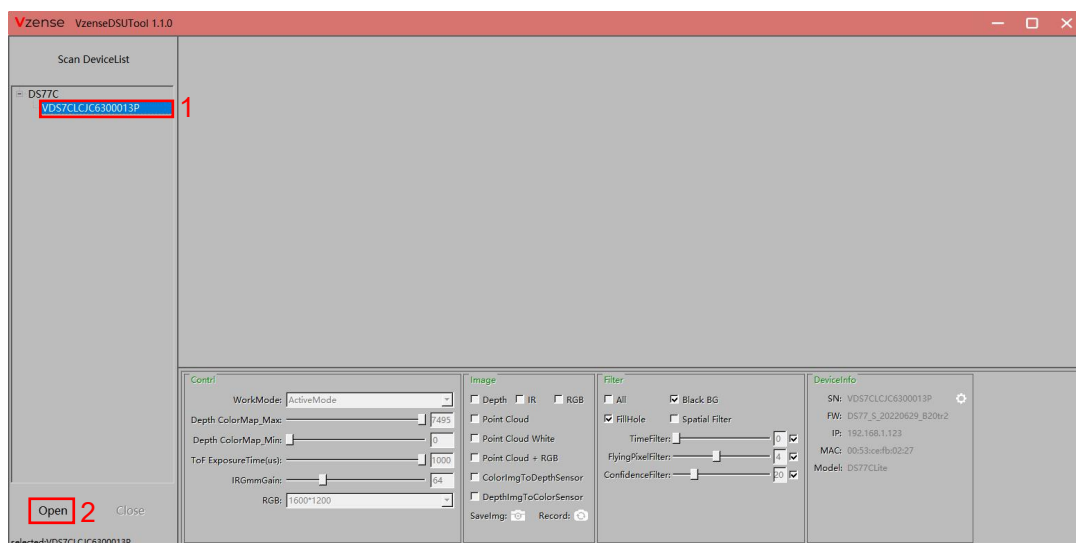 Vzense VzenseDSUTool 1.1.0
Scan DeviceList
DS77C
VDS7CLCJC6300013P 1
Contrl
WorkMode: ActiveMode
Depth ColorMap_Max: 7495
Depth ColorMap_Min: 0
ToF ExposureTime(us): 1000
IRGmmGain: 64
RGB: 1600*1200
Image
Depth IR RGB
Point Cloud
Point Cloud White
Point Cloud + RGB
ColorImgToDepthSensor
DepthImgToColorSensor
SaveImg: Record:
Filter
All Black BG
FillHole Spatial Filter
TimeFilter: 0
FlyingPixelFilter: 4
ConfidenceFilter: 20
DeviceInfo
SN: VDS7CLCJC6300013P
FW: DS77_S_20220629_B20tr2
IP: 192.168.1.123
MAC: 00:53:ce:fb:02:27
Model: DS77CLite
Open 2 Close
selected:VDS7CLCJC6300013P